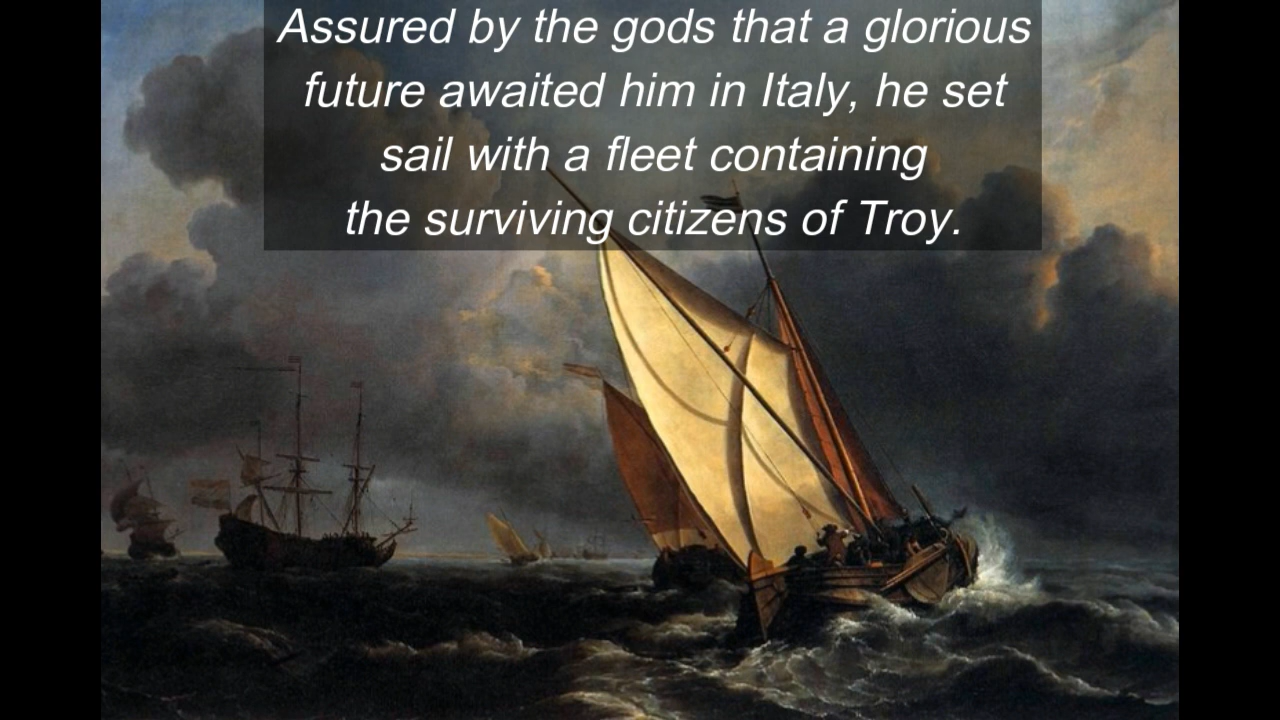 Assured by the gods that a glorious
future awaited him in Italy, he set
sail with a fleet containing
the surviving citizens of Troy.